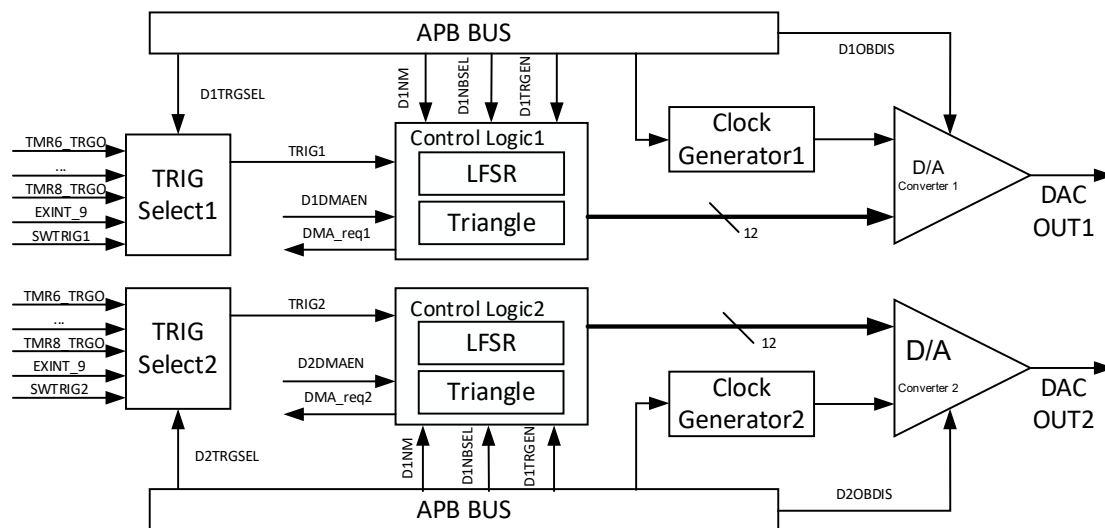 APB BUS
D1OBDIS
D1TRGSEL
D1NM
D1NBSEL
D1TRGEN
TMR6_TRGO
...
TMR8_TRGO
EXINT_9
SWTRIG1
TRIG
Select1
TRIG1
D1DMAEN
DMA_req1
Control Logic1
LFSR
Triangle
Clock
Generator1
12
D/A
Converter 1
DAC
OUT1
TMR6_TRGO
...
TMR8_TRGO
EXINT_9
SWTRIG2
TRIG
Select2
TRIG2
D2DMAEN
DMA_req2
Control Logic2
LFSR
Triangle
12
Clock
Generator2
D/A
Converter 2
DAC
OUT2
D2TRGSEL
D1NM
D1NBSEL
D1TRGEN
D2OBDIS
APB BUS